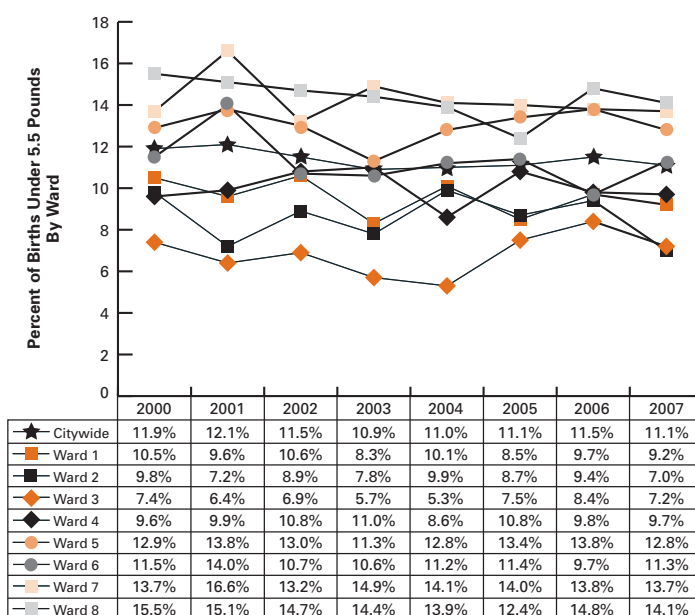 Percent of Births Under 5.5 Pounds
By Ward
18
16
14
12
10
8
6
4
2
0
2000 2001 2002 2003 2004 2005 2006 2007
Citywide 11.9% 12.1% 11.5% 10.9% 11.0% 11.1% 11.5% 11.1%
Ward 1 10.5% 9.6% 10.6% 8.3% 10.1% 8.5% 9.7% 9.2%
Ward 2 9.8% 7.2% 8.9% 7.8% 9.9% 8.7% 9.4% 7.0%
Ward 3 7.4% 6.4% 6.9% 5.7% 5.3% 7.5% 8.4% 7.2%
Ward 4 9.6% 9.9% 10.8% 11.0% 8.6% 10.8% 9.8% 9.7%
Ward 5 12.9% 13.8% 13.0% 11.3% 12.8% 13.4% 13.8% 12.8%
Ward 6 11.5% 14.0% 10.7% 10.6% 11.2% 11.4% 9.7% 11.3%
Ward 7 13.7% 16.6% 13.2% 14.9% 14.1% 14.0% 13.8% 13.7%
Ward 8 15.5% 15.1% 14.7% 14.4% 13.9% 12.4% 14.8% 14.1%